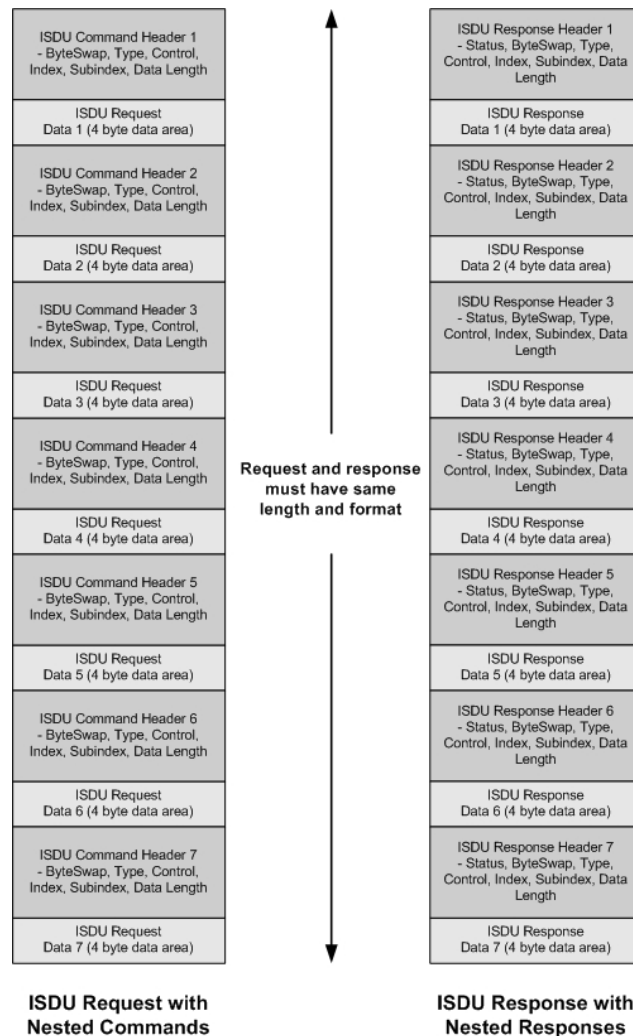 ISDU Command Header 1
- ByteSwap, Type, Control,
Index, Subindex, Data Length
ISDU Request
Data 1 (4 byte data area)
ISDU Command Header 2
- ByteSwap, Type, Control,
Index, Subindex, Data Length
ISDU Request
Data 2 (4 byte data area)
ISDU Command Header 3
- ByteSwap, Type, Control,
Index, Subindex, Data Length
ISDU Request
Data 3 (4 byte data area)
ISDU Command Header 4
- ByteSwap, Type, Control,
Index, Subindex, Data Length
ISDU Request
Data 4 (4 byte data area)
ISDU Command Header 5
- ByteSwap, Type, Control,
Index, Subindex, Data Length
ISDU Request
Data 5 (4 byte data area)
ISDU Command Header 6
- ByteSwap, Type, Control,
Index, Subindex, Data Length
ISDU Request
Data 6 (4 byte data area)
ISDU Command Header 7
- ByteSwap, Type, Control,
Index, Subindex, Data Length
ISDU Request
Data 7 (4 byte data area)
ISDU Request with
Nested Commands
Request and response
must have same
length and format
ISDU Response Header 1
- Status, ByteSwap, Type,
Control, Index, Subindex, Data
Length
ISDU Response
Data 1 (4 byte data area)
ISDU Response Header 2
- Status, ByteSwap, Type,
Control, Index, Subindex, Data
Length
ISDU Response
Data 2 (4 byte data area)
ISDU Response Header 3
- Status, ByteSwap, Type,
Control, Index, Subindex, Data
Length
ISDU Response
Data 3 (4 byte data area)
ISDU Response Header 4
- Status, ByteSwap, Type,
Control, Index, Subindex, Data
Length
ISDU Response
Data 4 (4 byte data area)
ISDU Response Header 5
- Status, ByteSwap, Type,
Control, Index, Subindex, Data
Length
ISDU Response
Data 5 (4 byte data area)
ISDU Response Header 6
- Status, ByteSwap, Type,
Control, Index, Subindex, Data
Length
ISDU Response
Data 6 (4 byte data area)
ISDU Response Header 7
- Status, ByteSwap, Type,
Control, Index, Subindex, Data
Length
ISDU Response
Data 7 (4 byte data area)
ISDU Response with
Nested Responses